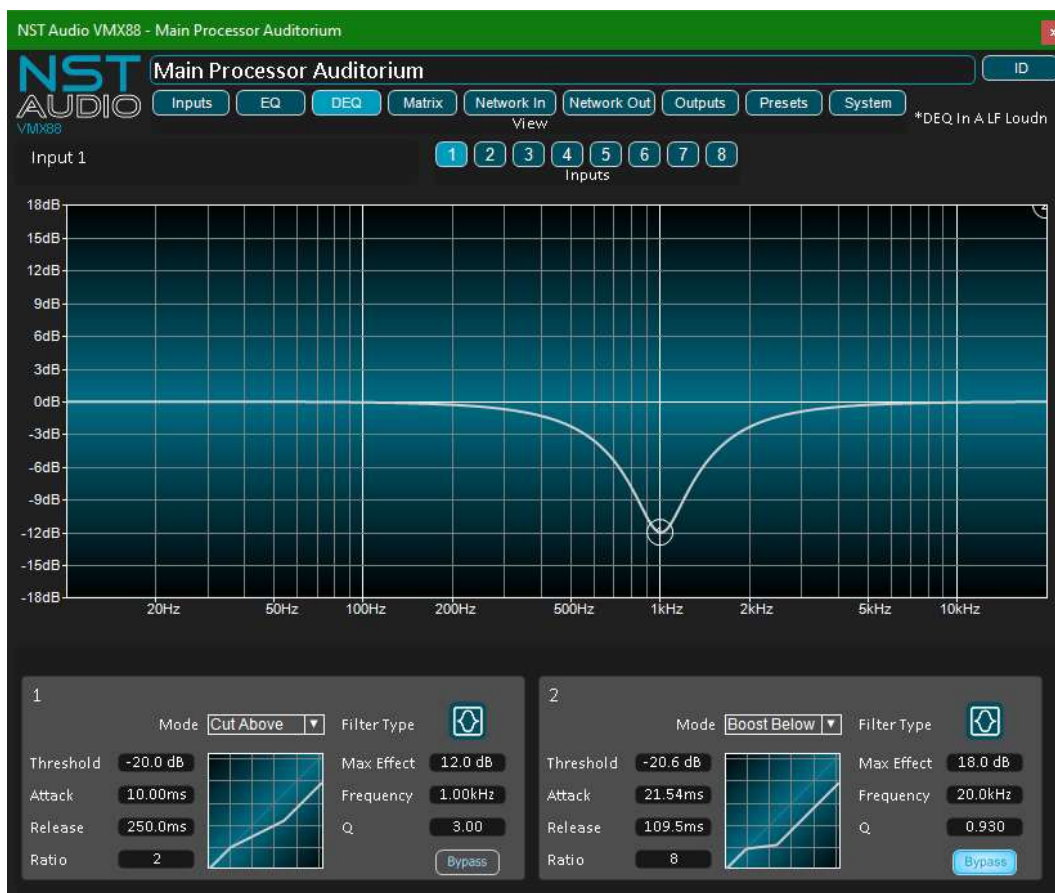 NST Audio VMX88 - Main Processor Auditorium
NST AUDIO
VMX88
Main Processor Auditorium
ID
Inputs EQ DEQ Matrix Network In Network Out Outputs Presets System
View
*DEQ In A LF Loudn
Input 1
1 2 3 4 5 6 7 8
Inputs
18dB
15dB
12dB
9dB
6dB
3dB
0dB
-3dB
-6dB
-9dB
-12dB
-15dB
-18dB
20Hz 50Hz 100Hz 200Hz 500Hz 1kHz 2kHz 5kHz 10kHz
1
Mode Cut Above Filter Type
Threshold -20.0 dB Max Effect 12.0 dB
Attack 10.00ms Frequency 1.00kHz
Release 250.0ms Q 3.00
Ratio 2 Bypass
2
Mode Boost Below Filter Type
Threshold -20.6 dB Max Effect 18.0 dB
Attack 21.54ms Frequency 20.0kHz
Release 109.5ms Q 0.930
Ratio 8 Bypass